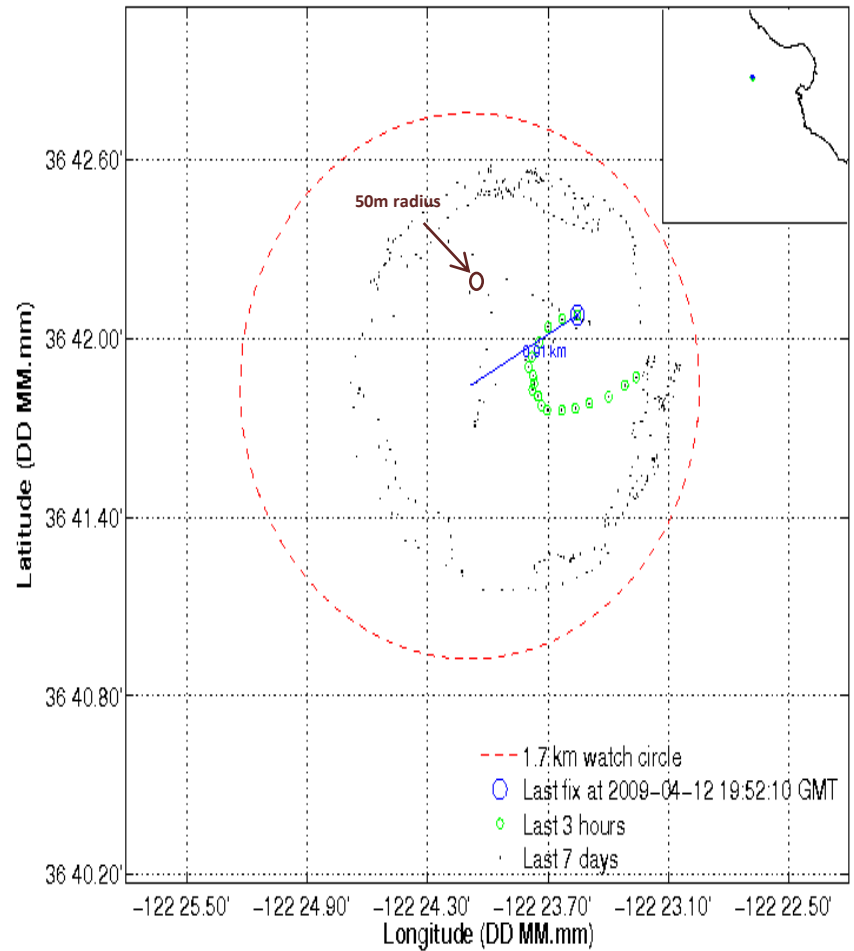 50m radius
0.91 km
36 42.60'
36 42.00'
36 41.40'
36 40.80'
36 40.20'
Latitude (DD MM.mm)
1.7 km watch circle
Last fix at 2009-04-12 19:52:10 GMT
Last 3 hours
Last 7 days
-122 25.50' -122 24.90' -122 24.30' -122 23.70' -122 23.10' -122 22.50'
Longitude (DD MM.mm)